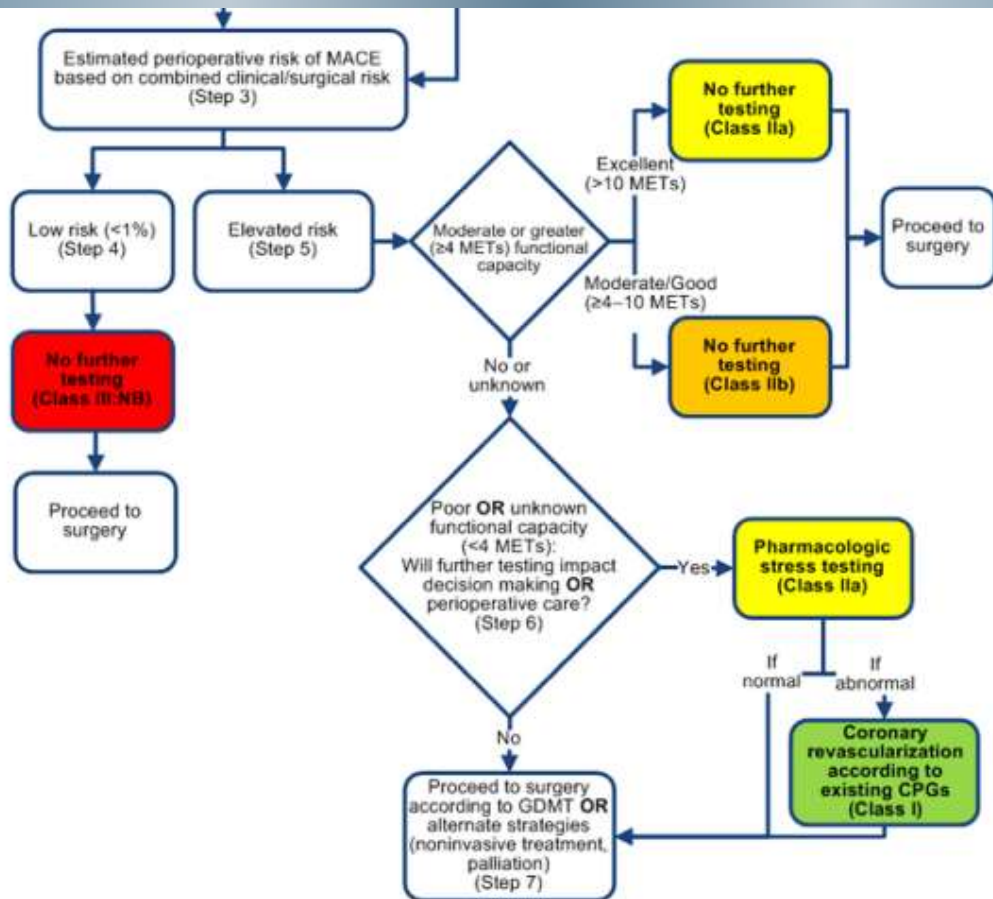 Estimated perioperative risk of MACE
based on combined clinical/surgical risk
(Step 3)
Low risk (<1%)
(Step 4)
Elevated risk
(Step 5)
Moderate or greater
(≥4 METs) functional
capacity
Excellent
(>10 METs)
No further
testing
(Class IIa)
Moderate/Good
(≥4–10 METs)
No further
testing
(Class IIb)
Proceed to
surgery
No further
testing
(Class III:NB)
Proceed to
surgery
No or
unknown
Poor OR unknown
functional capacity
(<4 METs):
Will further testing impact
decision making OR
perioperative care?
(Step 6)
Yes
Pharmacologic
stress testing
(Class IIa)
If
normal
If
abnormal
Coronary
revascularization
according to
existing CPGs
(Class I)
No
Proceed to surgery
according to GDMT OR
alternate strategies
(noninvasive treatment,
palliation)
(Step 7)